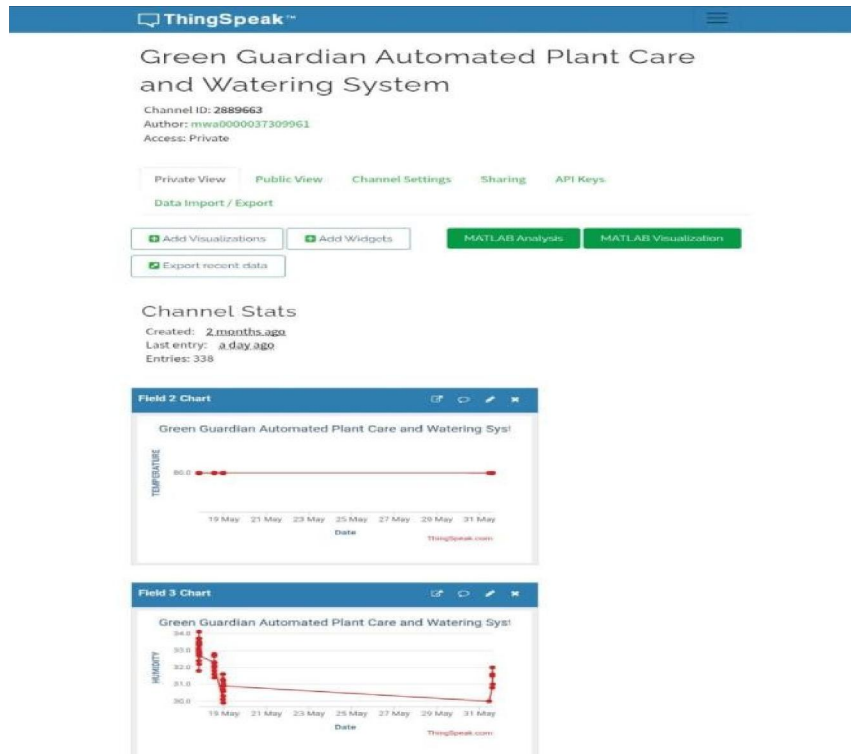 ThingSpeak™
Green Guardian Automated Plant Care
and Watering System
Channel ID: 2889663
Author: mwa0000037309961
Access: Private
Private View Public View Channel Settings Sharing API Keys
Data Import / Export
Add Visualizations Add Widgets MATLAB Analysis MATLAB Visualization
Export recent data
Channel Stats
Created: 2 months ago
Last entry: a day ago
Entries: 338
Field 2 Chart
Green Guardian Automated Plant Care and Watering Syst
TEMPERATURE
80.0
19 May 21 May 23 May 25 May 27 May 29 May 31 May
Date
ThingSpeak.com
Field 3 Chart
Green Guardian Automated Plant Care and Watering Syst
HUMIDITY
34.0
33.0
32.0
31.0
30.0
19 May 21 May 23 May 25 May 27 May 29 May 31 May
Date
ThingSpeak.com